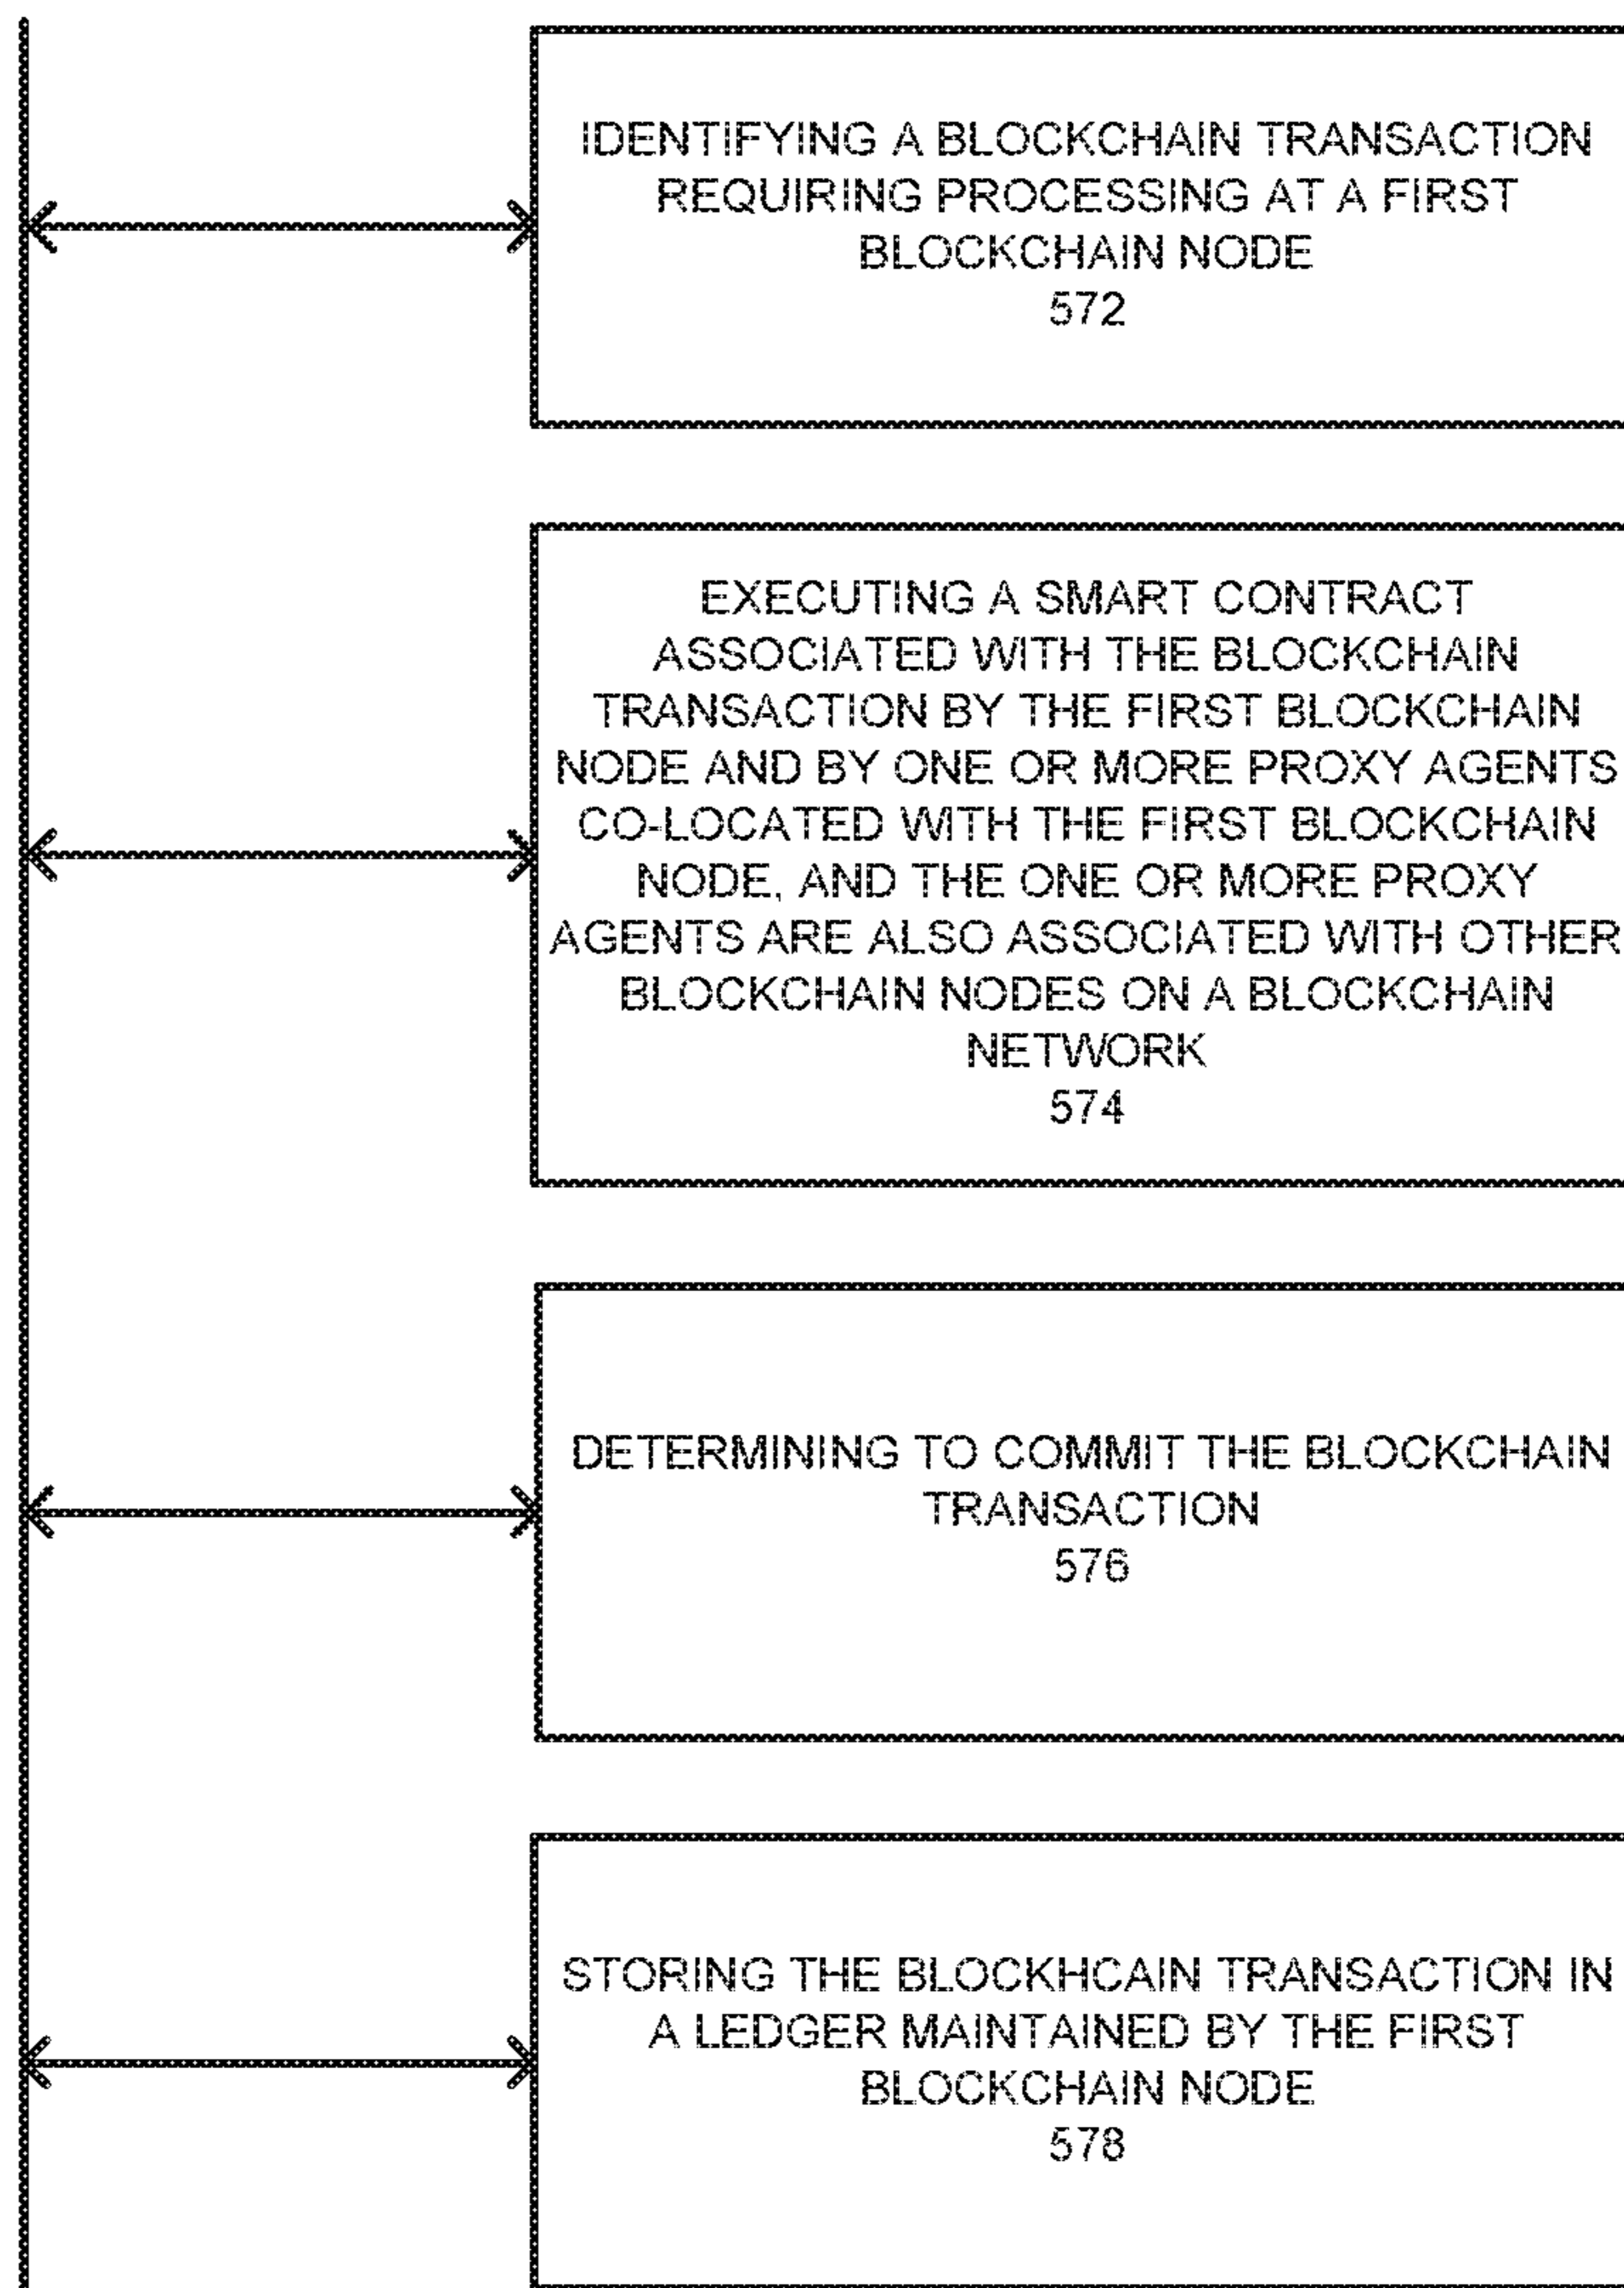 IDENTIFYING A BLOCKCHAIN TRANSACTION
REQUIRING PROCESSING AT A FIRST
BLOCKCHAIN NODE
572
EXECUTING A SMART CONTRACT
ASSOCIATED WITH THE BLOCKCHAIN
TRANSACTION BY THE FIRST BLOCKCHAIN
NODE AND BY ONE OR MORE PROXY AGENTS
CO-LOCATED WITH THE FIRST BLOCKCHAIN
NODE, AND THE ONE OR MORE PROXY
AGENTS ARE ALSO ASSOCIATED WITH OTHER
BLOCKCHAIN NODES ON A BLOCKCHAIN
NETWORK
574
DETERMINING TO COMMIT THE BLOCKCHAIN
TRANSACTION
576
STORING THE BLOCKHCAIN TRANSACTION IN
A LEDGER MAINTAINED BY THE FIRST
BLOCKCHAIN NODE
578